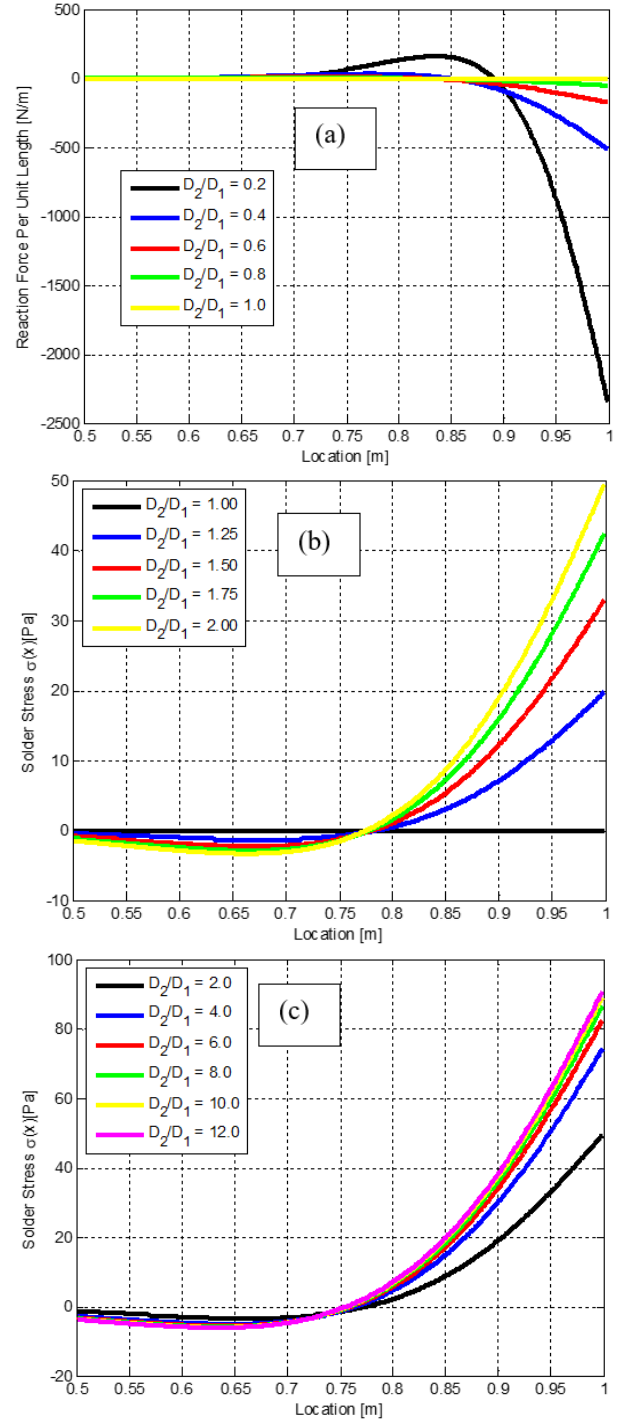 500
0
-500
-1000
-1500
-2000
-2500
Reaction Force Per Unit Length [N/m]
(a)
D2/D1 = 0.2
D2/D1 = 0.4
D2/D1 = 0.6
D2/D1 = 0.8
D2/D1 = 1.0
0.5 0.55 0.6 0.65 0.7 0.75 0.8 0.85 0.9 0.95 1
Location [m]
50
40
30
20
10
0
-10
Solder Stress σ(x)[Pa]
D2/D1 = 1.00
D2/D1 = 1.25
D2/D1 = 1.50
D2/D1 = 1.75
D2/D1 = 2.00
(b)
0.5 0.55 0.6 0.65 0.7 0.75 0.8 0.85 0.9 0.95 1
Location [m]
100
80
60
40
20
0
-20
Solder Stress σ(x)[Pa]
D2/D1 = 2.0
D2/D1 = 4.0
D2/D1 = 6.0
D2/D1 = 8.0
D2/D1 = 10.0
D2/D1 = 12.0
(c)
0.5 0.55 0.6 0.65 0.7 0.75 0.8 0.85 0.9 0.95 1
Location [m]